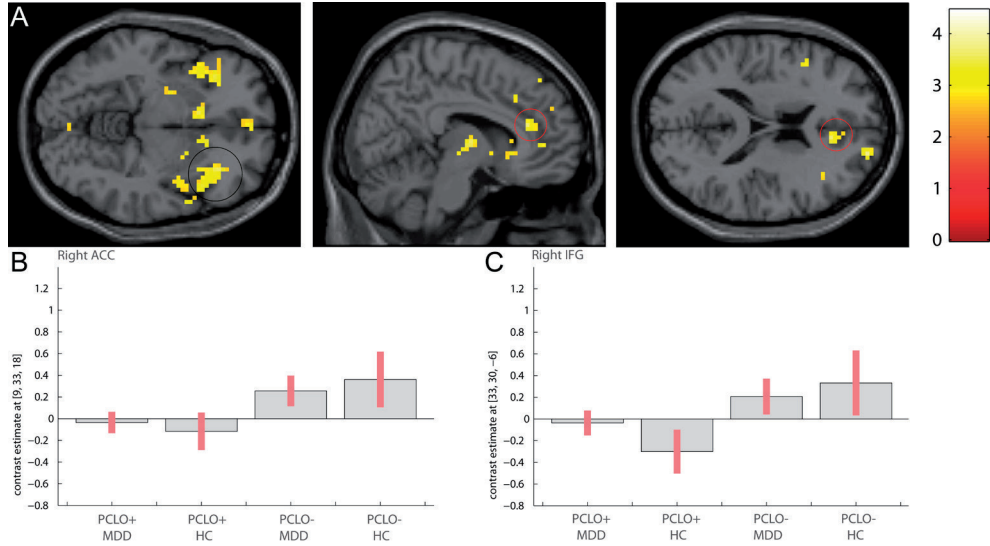 A
4
3
2
1
0
B
Right ACC
contrast estimate at [9, 33, 18]
1.2
1
0.8
0.6
0.4
0.2
0
−0.2
−0.4
−0.6
−0.8
PCLO+ MDD
PCLO+ HC
PCLO- MDD
PCLO- HC
C
Right IFG
contrast estimate at [33, 30, −6]
1.2
1
0.8
0.6
0.4
0.2
0
−0.2
−0.4
−0.6
−0.8
PCLO+ MDD
PCLO+ HC
PCLO- MDD
PCLO- HC